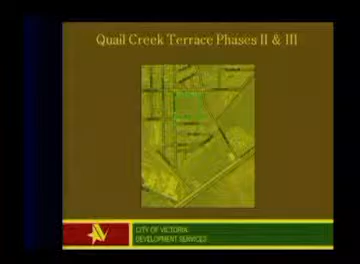 Quail Creek Terrace Phases II & III
CITY OF VICTORIA
DEVELOPMENT SERVICES